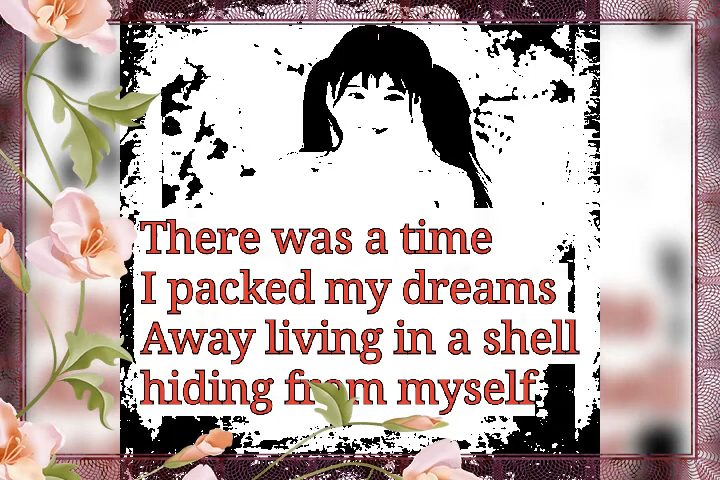 There was a time
I packed my dreams
Away living in a shell
hiding from myself